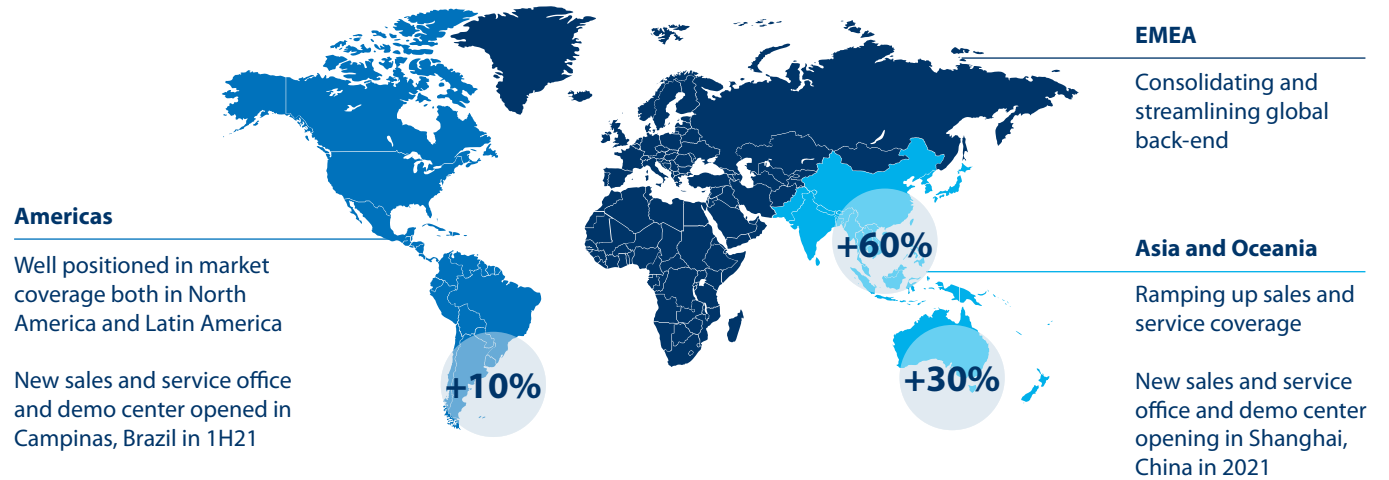 EMEA
Consolidating and
streamlining global
back-end
Americas
Well positioned in market
coverage both in North
America and Latin America
New sales and service office
and demo center opened in
Campinas, Brazil in 1H21
+60%
+10%
+30%
Asia and Oceania
Ramping up sales and
service coverage
New sales and service
office and demo center
opening in Shanghai,
China in 2021